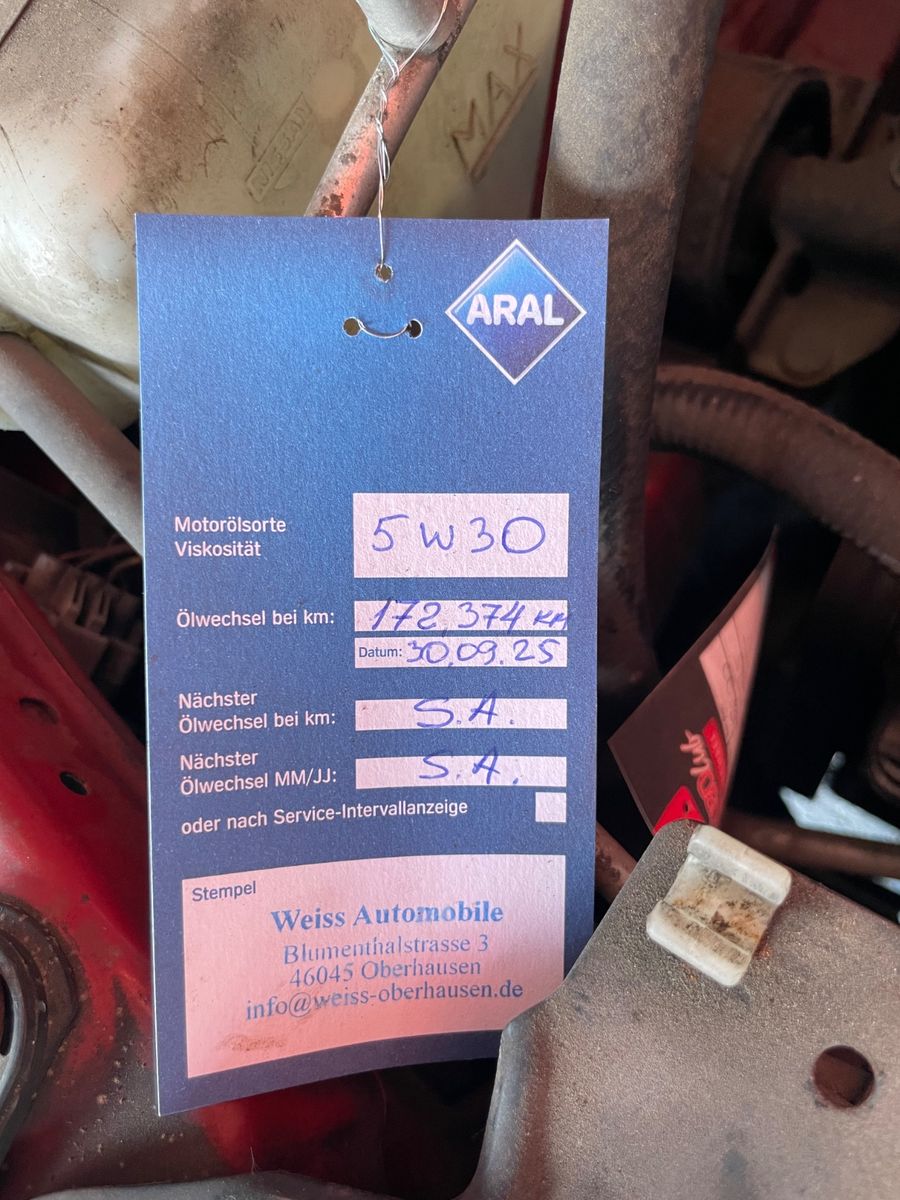 MAX
ARAL
Motorölsorte
Viskosität
5W30
Ölwechsel bei km: 172.374 KM
Datum: 30.09.25
Nächster
Ölwechsel bei km: S.A.
Nächster
Ölwechsel MM/JJ: S.A.
oder nach Service-Intervallanzeige
Stempel
Weiss Automobile
Blumenthalstrasse 3
46045 Oberhausen
info@weiss-oberhausen.de